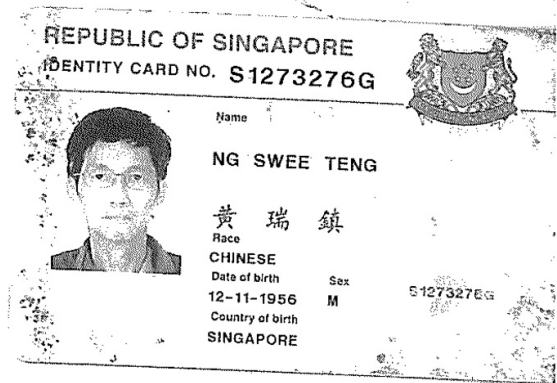 REPUBLIC OF SINGAPORE
IDENTITY CARD NO. S1273276G
Name
NG SWEE TENG
黄瑞鎮
Race
CHINESE
Date of birth Sex
12-11-1956 M
S1273276G
Country of birth
SINGAPORE